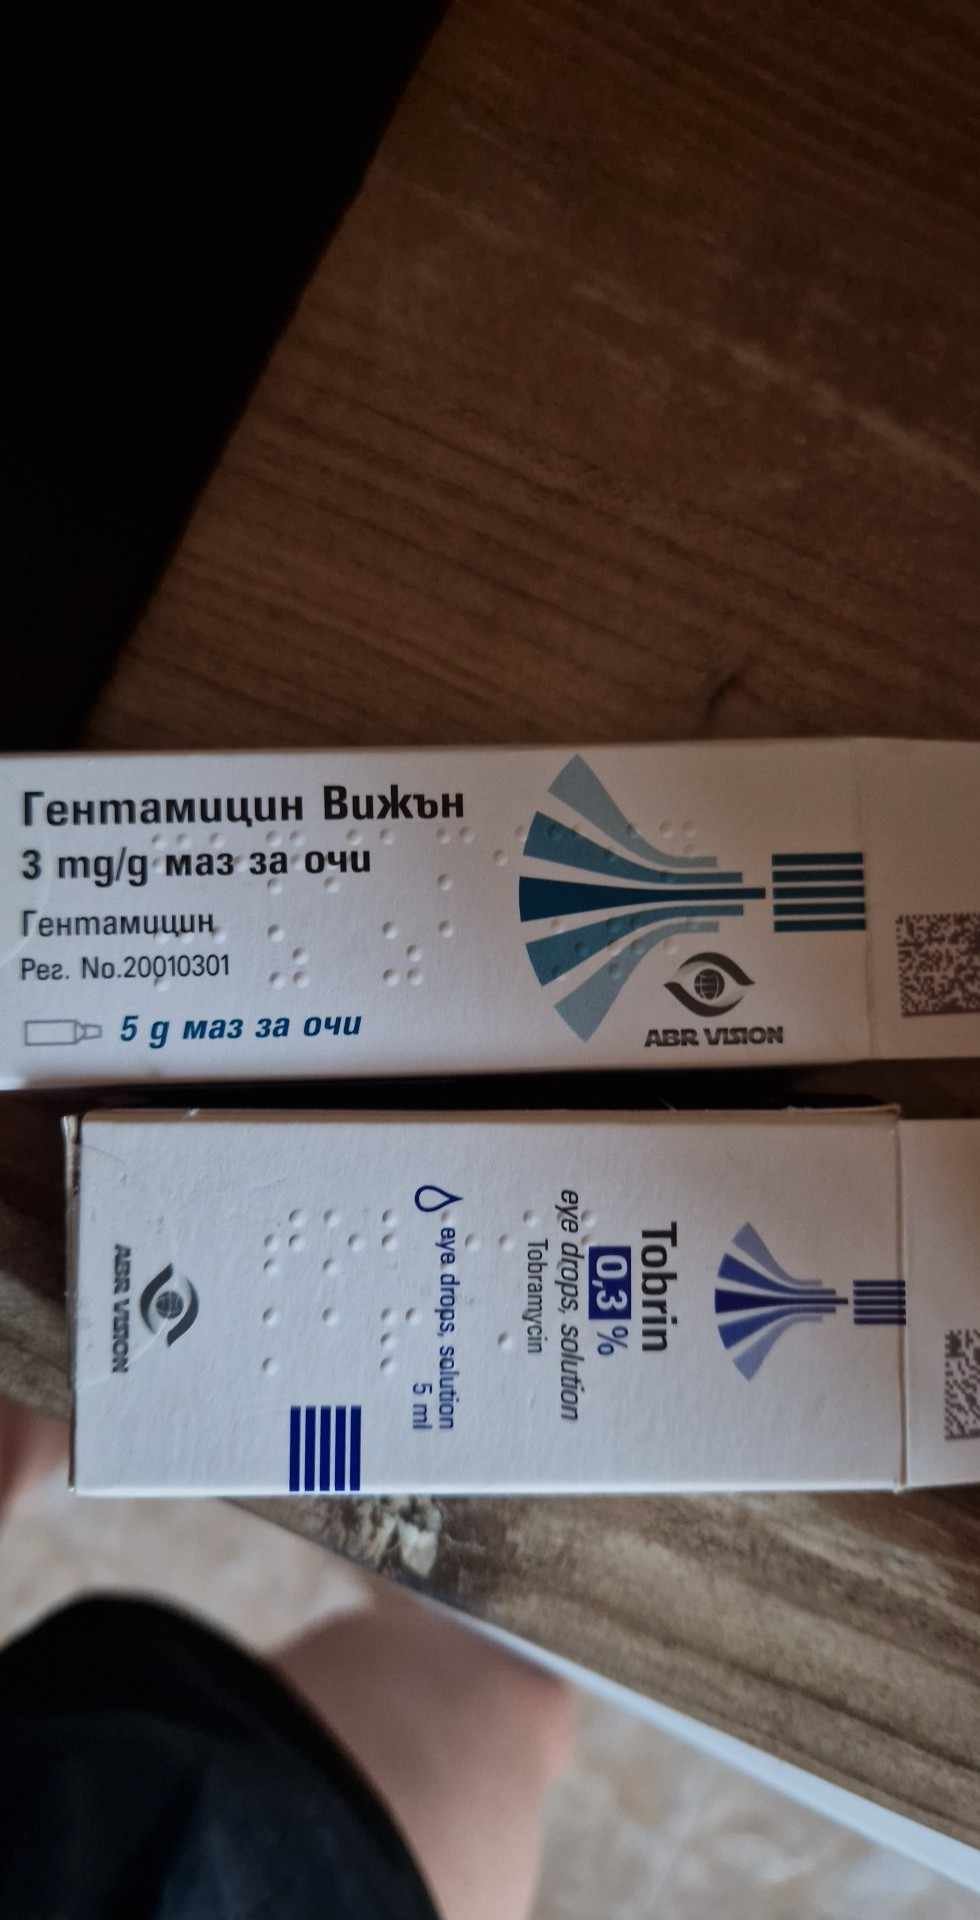 Гентамицин Вижън
3 mg/g маз за очи
Гентамицин
Рег. No.20010301
5 g маз за очи
ABR VISION
Tobrin
0,3 %
eye drops, solution
Tobramycin
eye drops, solution
5 ml
ABR VISION